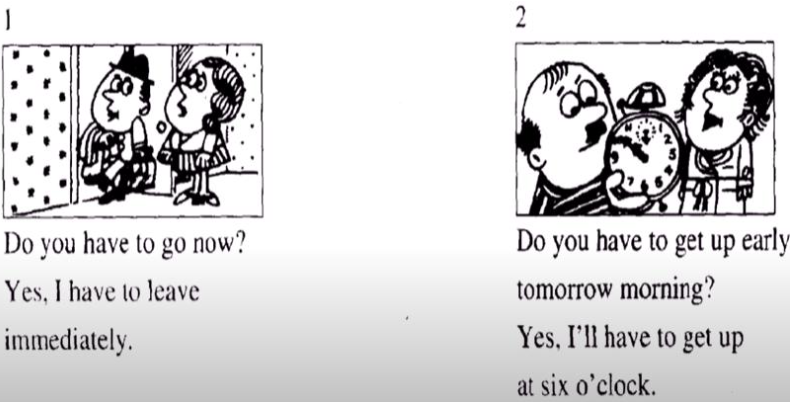 1
Do you have to go now?
Yes, I have to leave
immediately.
2
Do you have to get up early
tomorrow morning?
Yes, I'll have to get up
at six o'clock.